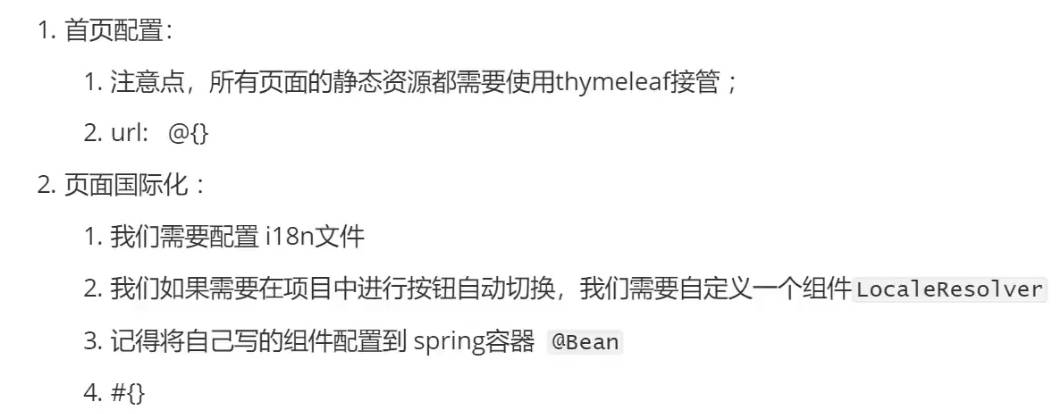 1. 首页配置：
1. 注意点，所有页面的静态资源都需要使用thymeleaf接管；
2. url: @{}
2. 页面国际化：
1. 我们需要配置 i18n文件
2. 我们如果需要在项目中进行按钮自动切换，我们需要自定义一个组件LocaleResolver
3. 记得将自己写的组件配置到 spring容器 @Bean
4. #{}